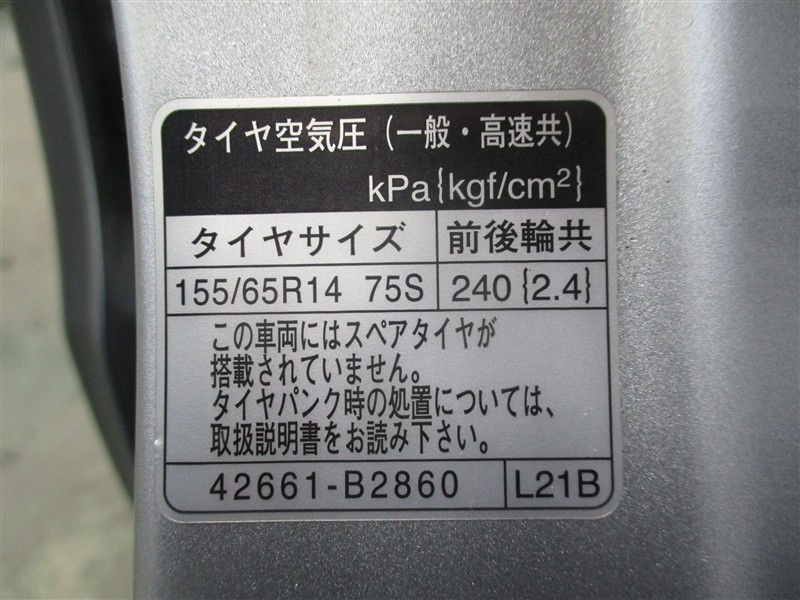 タイヤ空気圧（一般・高速共）
kPa{kgf/cm²}
タイヤサイズ 前後輪共
155/65R14 75S 240{2.4}
この車両にはスペアタイヤが
搭載されていません。
タイヤパンク時の処置については、
取扱説明書をお読み下さい。
42661-B2860 L21B